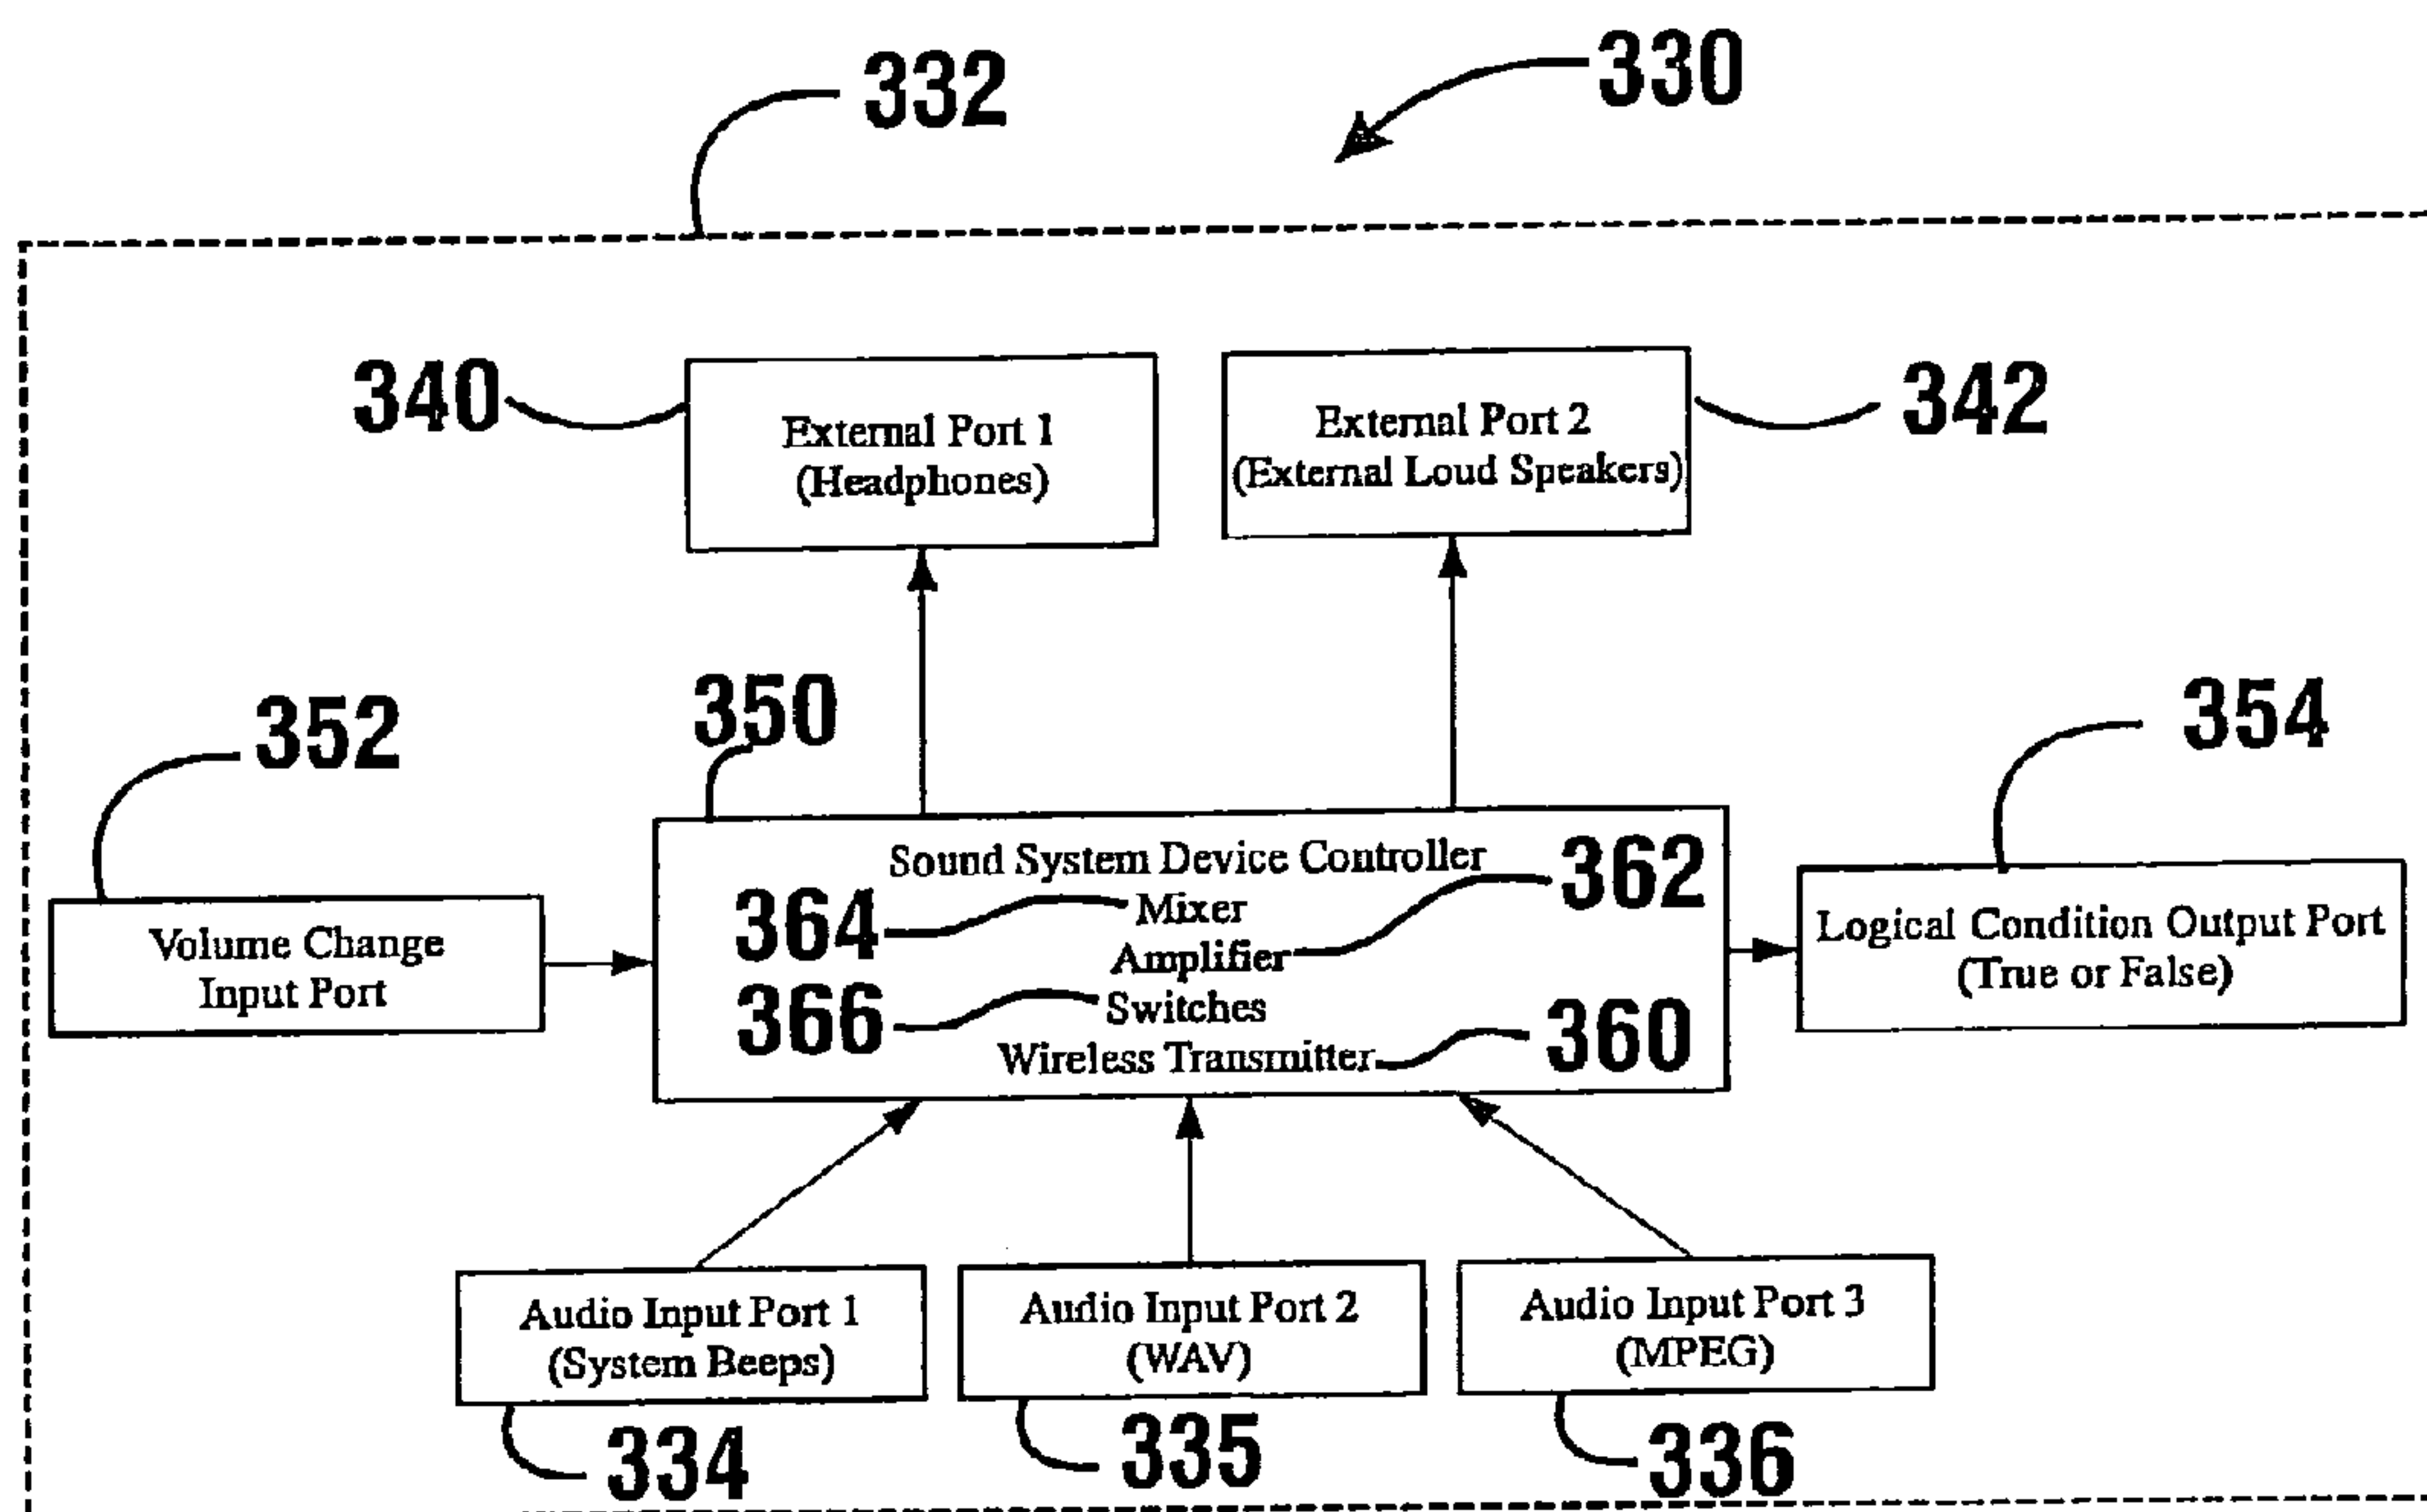 332
330
340
External Port 1
(Headphones)
External Port 2
(External Loud Speakers)
342
352
350
354
Volume Change
Input Port
Sound System Device Controller
362
364
Mixer
Amplifier
366
Switches
Wireless Transmitter
360
Logical Condition Output Port
(True or False)
Audio Input Port 1
(System Beeps)
Audio Input Port 2
(WAV)
Audio Input Port 3
(MPEG)
334
335
336